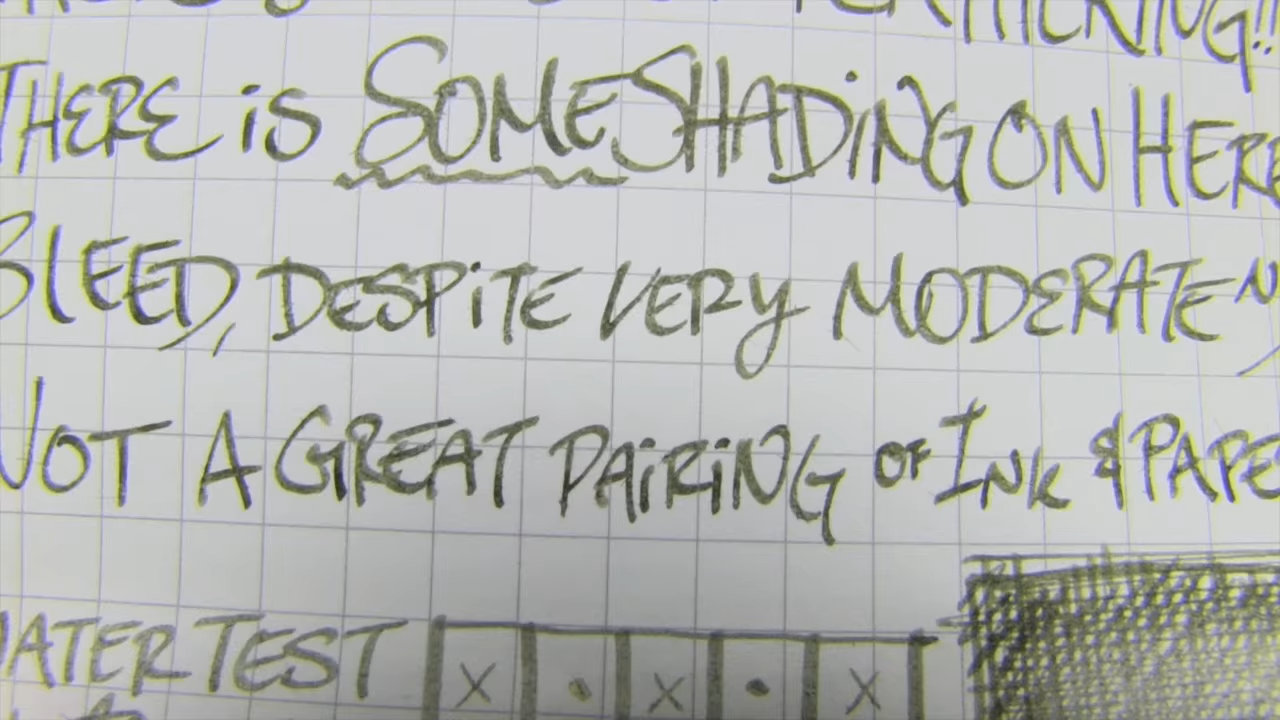 THERE iS SOME SHADiNG ON HERE
BLEED, DESPiTE VERY MODERATE
NOT A GREAT PAiRiNG OF INK & PAPE
WATER TEST X • X • X